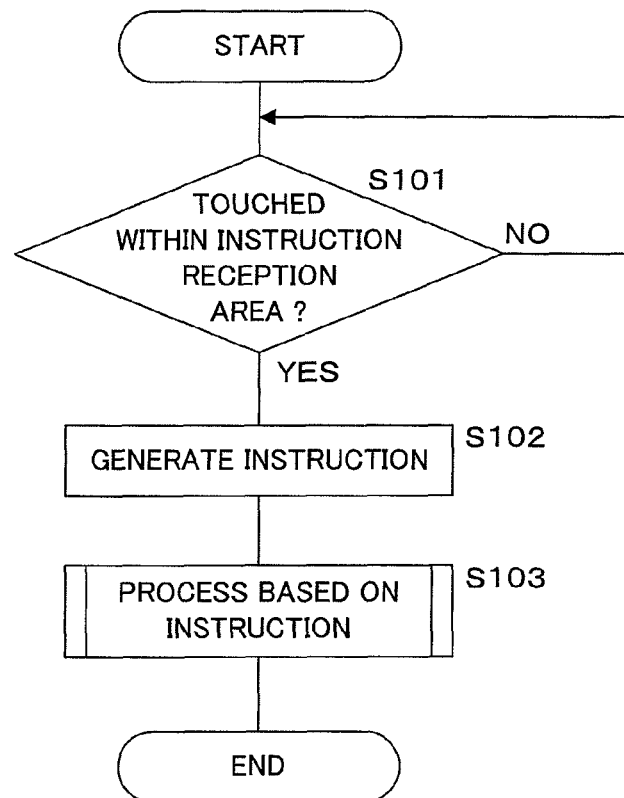 START
S101
TOUCHED
WITHIN INSTRUCTION
RECEPTION
AREA ?
NO
YES
GENERATE INSTRUCTION
S102
PROCESS BASED ON
INSTRUCTION
S103
END